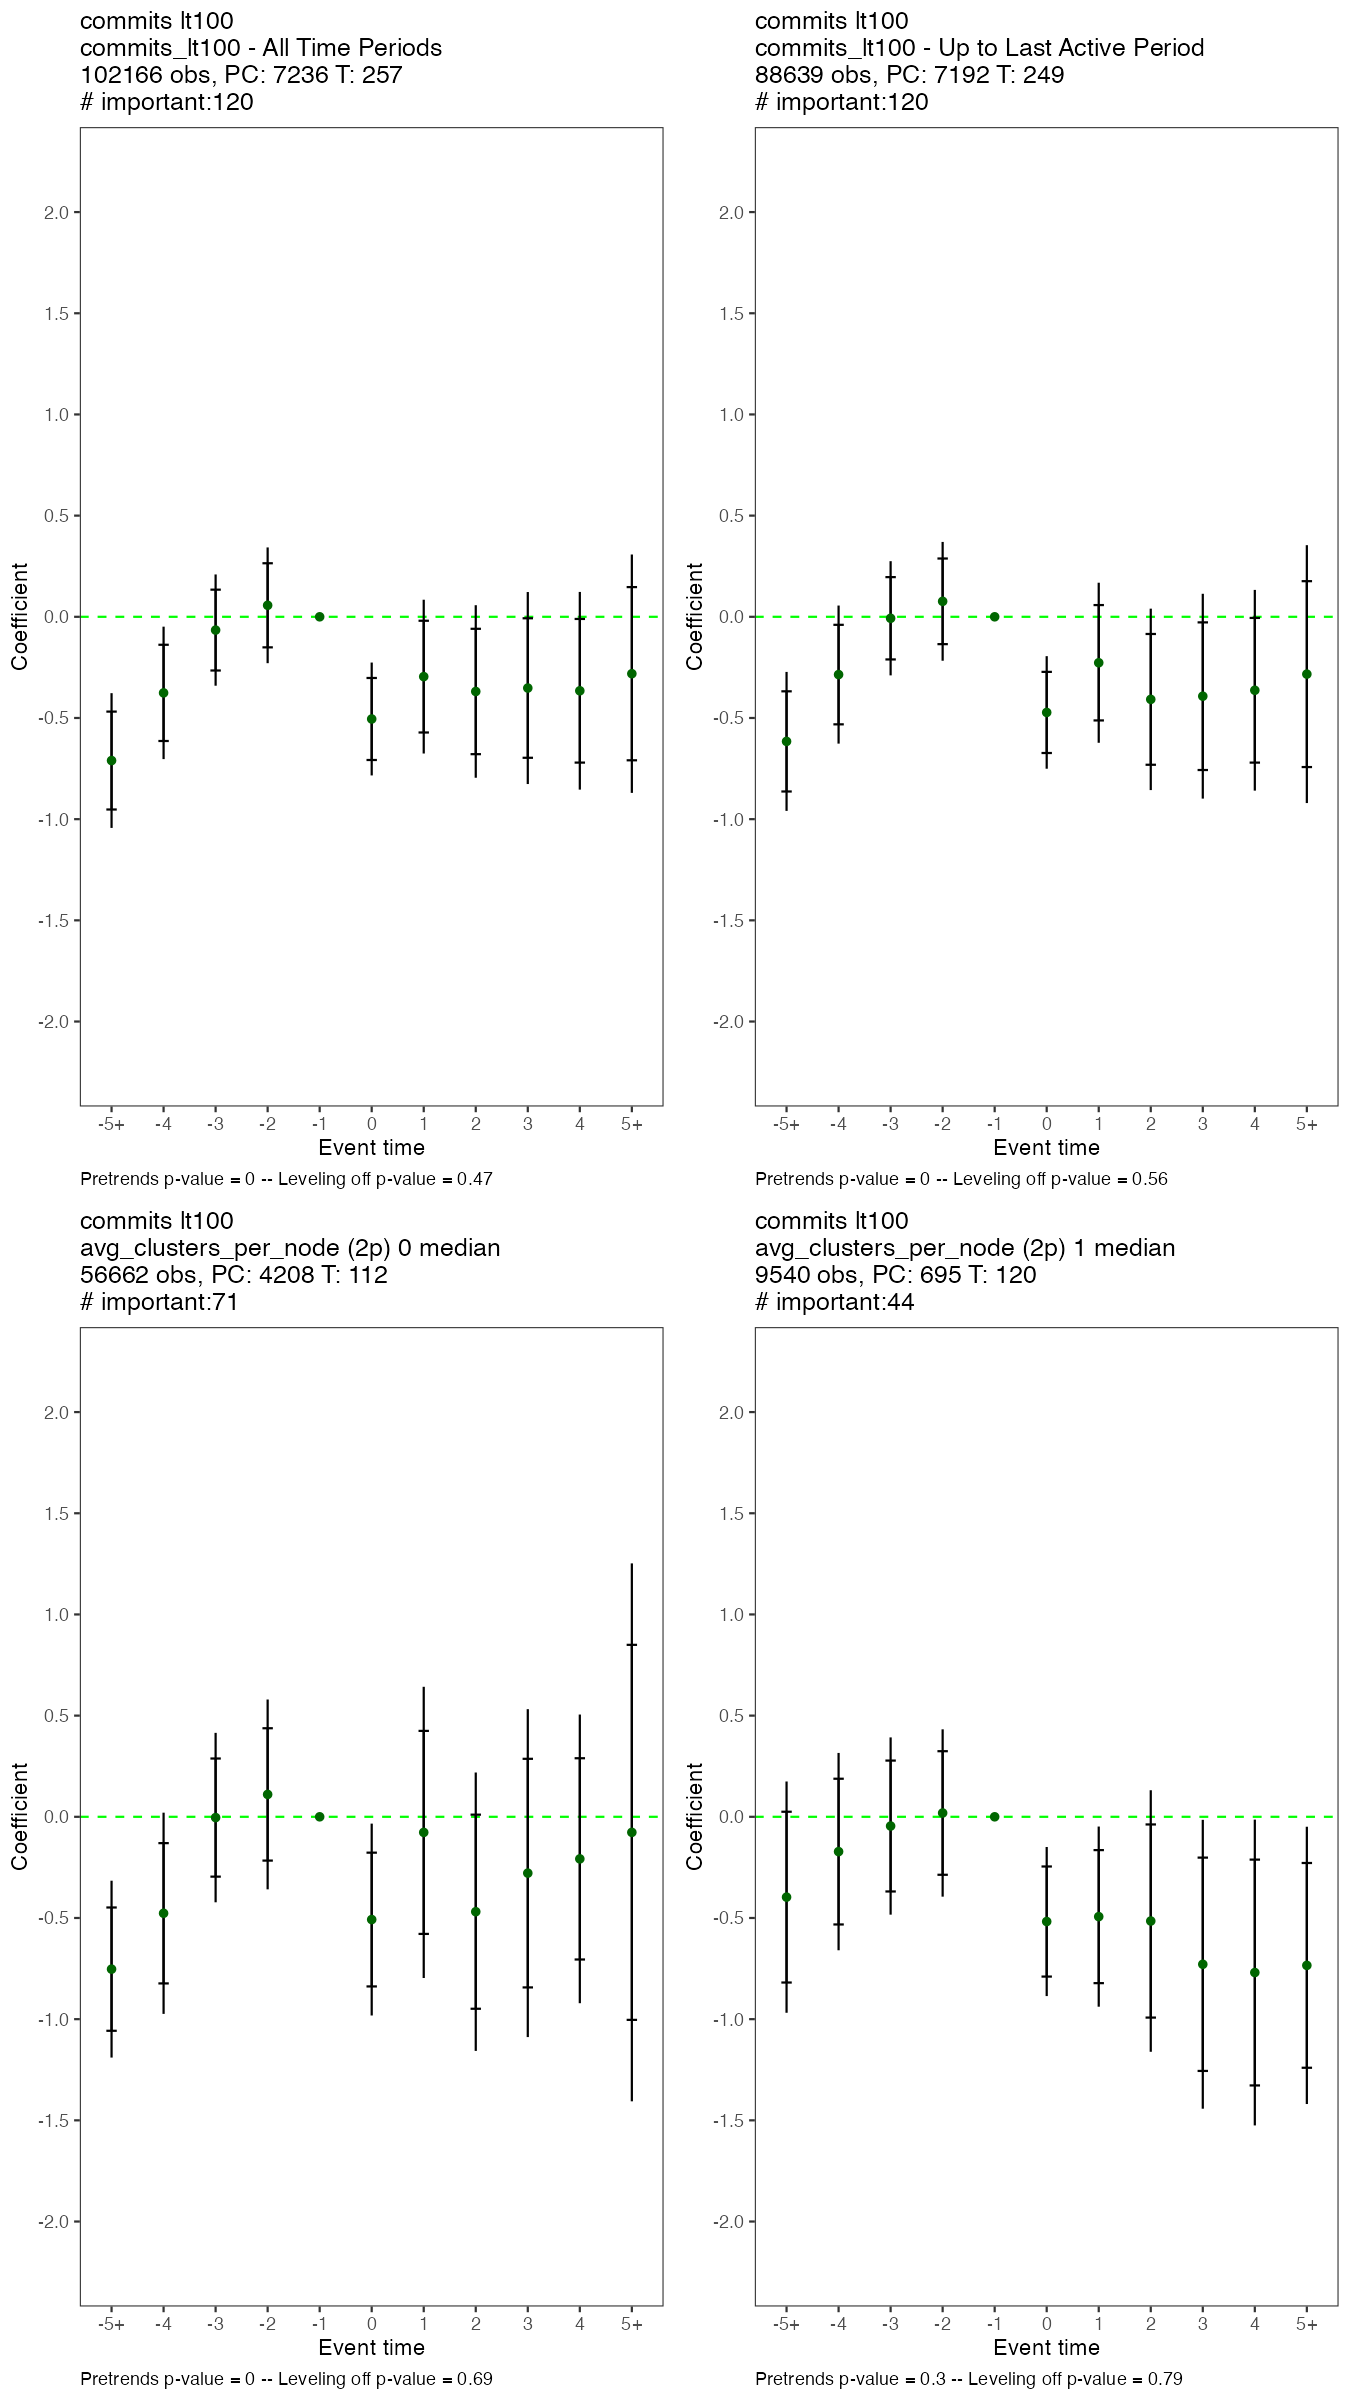 commits lt100
commits_lt100 - All Time Periods
102166 obs, PC: 7236 T: 257
# important:120
2.0
1.5
1.0
0.5
0.0
-0.5
-1.0
-1.5
-2.0
Coefficient
-5+ -4 -3 -2 -1 0 1 2 3 4 5+
Event time
Pretrends p-value = 0 -- Leveling off p-value = 0.47
commits lt100
commits_lt100 - Up to Last Active Period
88639 obs, PC: 7192 T: 249
# important:120
2.0
1.5
1.0
0.5
0.0
-0.5
-1.0
-1.5
-2.0
Coefficient
-5+ -4 -3 -2 -1 0 1 2 3 4 5+
Event time
Pretrends p-value = 0 -- Leveling off p-value = 0.56
commits lt100
avg_clusters_per_node (2p) 0 median
56662 obs, PC: 4208 T: 112
# important:71
2.0
1.5
1.0
0.5
0.0
-0.5
-1.0
-1.5
-2.0
Coefficient
-5+ -4 -3 -2 -1 0 1 2 3 4 5+
Event time
Pretrends p-value = 0 -- Leveling off p-value = 0.69
commits lt100
avg_clusters_per_node (2p) 1 median
9540 obs, PC: 695 T: 120
# important:44
2.0
1.5
1.0
0.5
0.0
-0.5
-1.0
-1.5
-2.0
Coefficient
-5+ -4 -3 -2 -1 0 1 2 3 4 5+
Event time
Pretrends p-value = 0.3 -- Leveling off p-value = 0.79